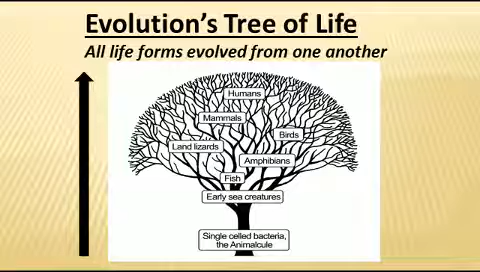 Evolution's Tree of Life
All life forms evolved from one another
Humans
Mammals
Birds
Land lizards
Amphibians
Fish
Early sea creatures
Single celled bacteria,
the Animalcule